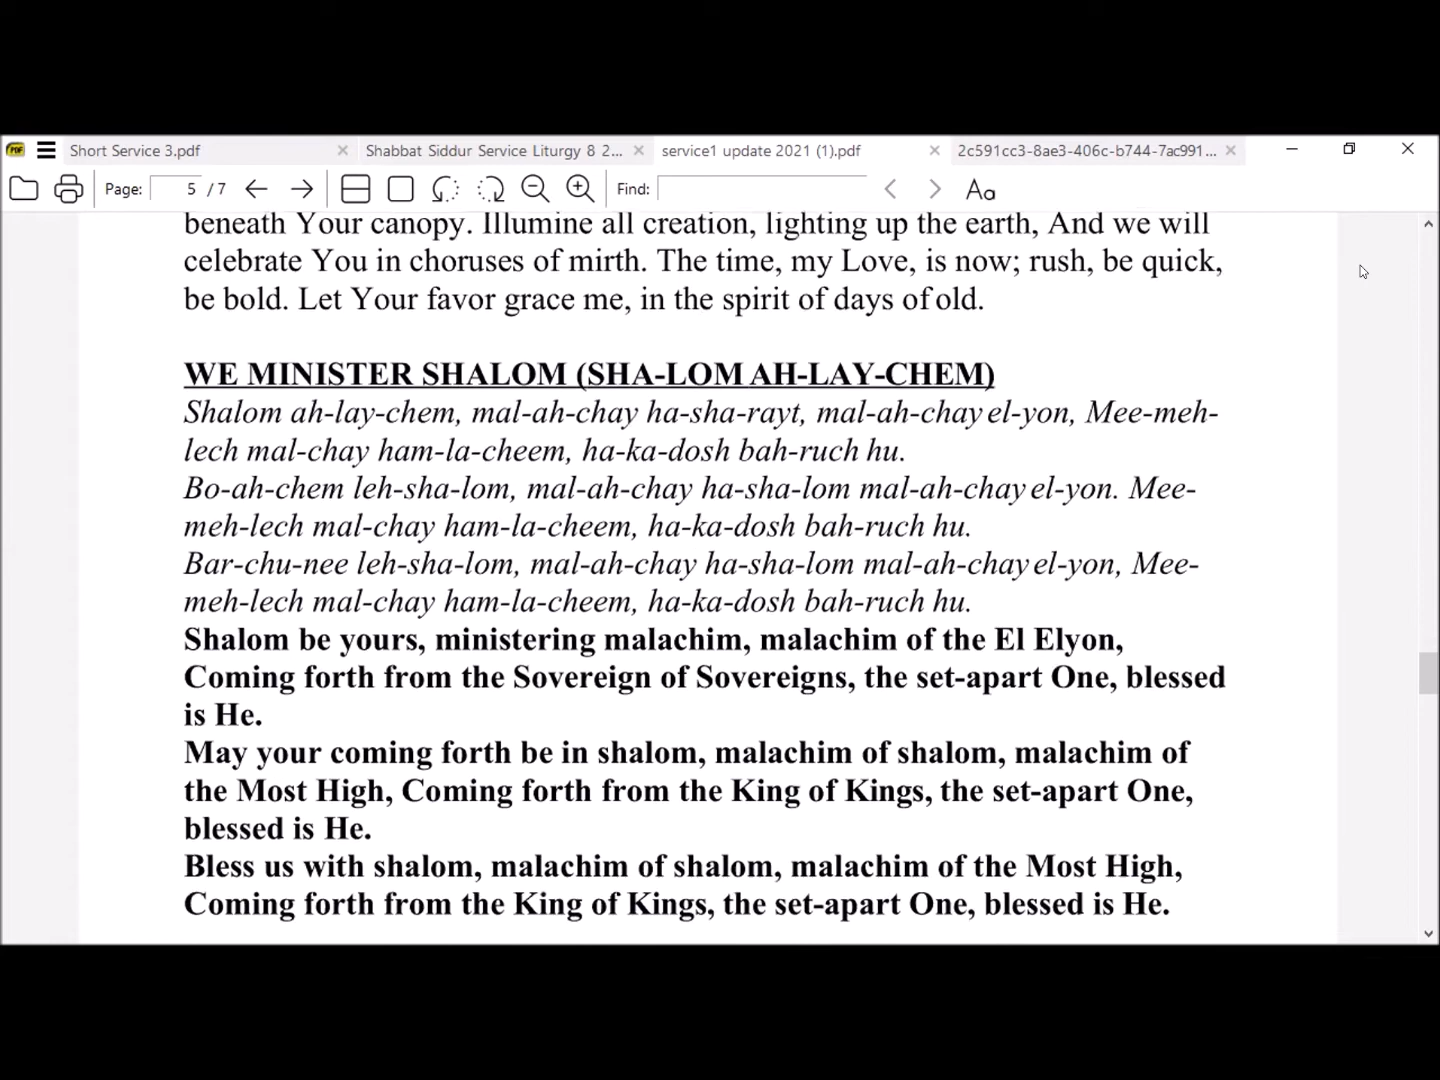 Short Service 3.pdf
Shabbat Siddur Service Liturgy 8 2...
service1 update 2021 (1).pdf
2c591cc3-8ae3-406c-b744-7ac991...
Page: 5 / 7
Find:
Aa
beneath Your canopy. Illumine all creation, lighting up the earth, And we will
celebrate You in choruses of mirth. The time, my Love, is now; rush, be quick,
be bold. Let Your favor grace me, in the spirit of days of old.
WE MINISTER SHALOM (SHA-LOM AH-LAY-CHEM)
Shalom ah-lay-chem, mal-ah-chay ha-sha-rayt, mal-ah-chay el-yon, Mee-meh-
lech mal-chay ham-la-cheem, ha-ka-dosh bah-ruch hu.
Bo-ah-chem leh-sha-lom, mal-ah-chay ha-sha-lom mal-ah-chay el-yon. Mee-
meh-lech mal-chay ham-la-cheem, ha-ka-dosh bah-ruch hu.
Bar-chu-nee leh-sha-lom, mal-ah-chay ha-sha-lom mal-ah-chay el-yon, Mee-
meh-lech mal-chay ham-la-cheem, ha-ka-dosh bah-ruch hu.
Shalom be yours, ministering malachim, malachim of the El Elyon,
Coming forth from the Sovereign of Sovereigns, the set-apart One, blessed
is He.
May your coming forth be in shalom, malachim of shalom, malachim of
the Most High, Coming forth from the King of Kings, the set-apart One,
blessed is He.
Bless us with shalom, malachim of shalom, malachim of the Most High,
Coming forth from the King of Kings, the set-apart One, blessed is He.